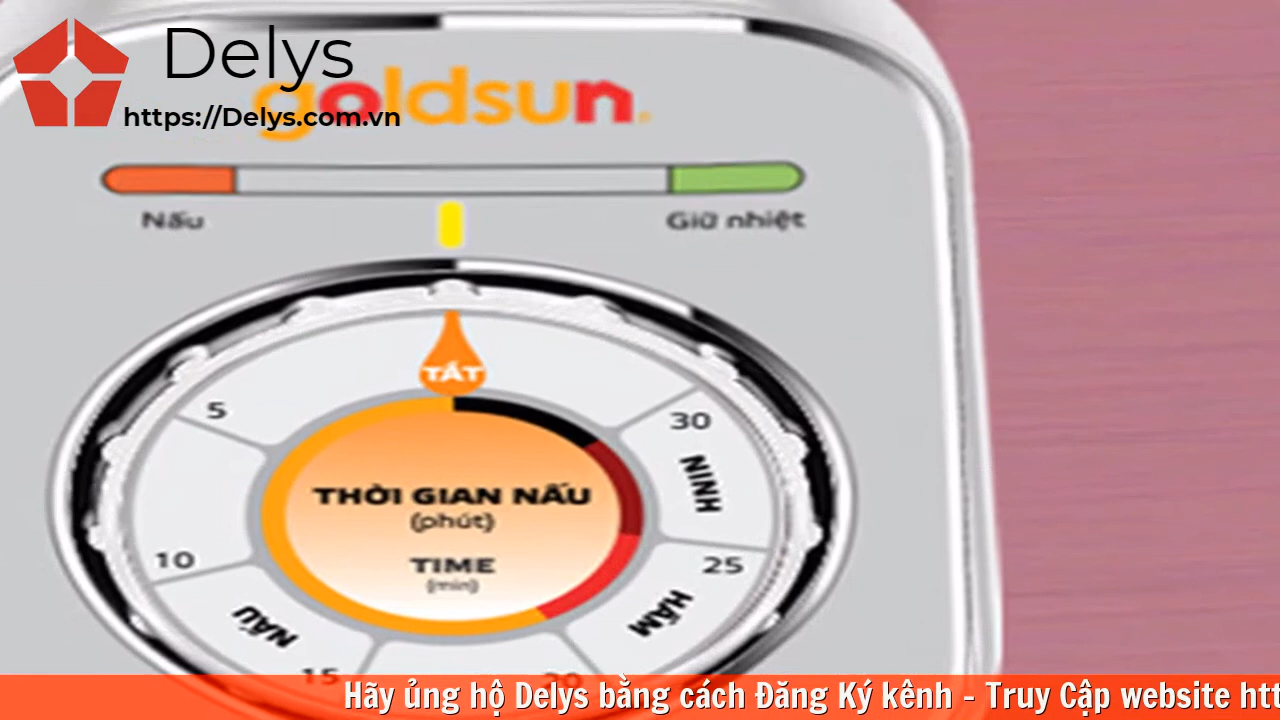 Delys
https://Delys.com.vn
goldsun
Nấu
Giữ nhiệt
TẮT
5
30
NINH
THỜI GIAN NẤU
(phút)
TIME
(min)
10
25
NẤU
HẦM
15
20
Hãy ủng hộ Delys bằng cách Đăng Ký kênh - Truy Cập website htt